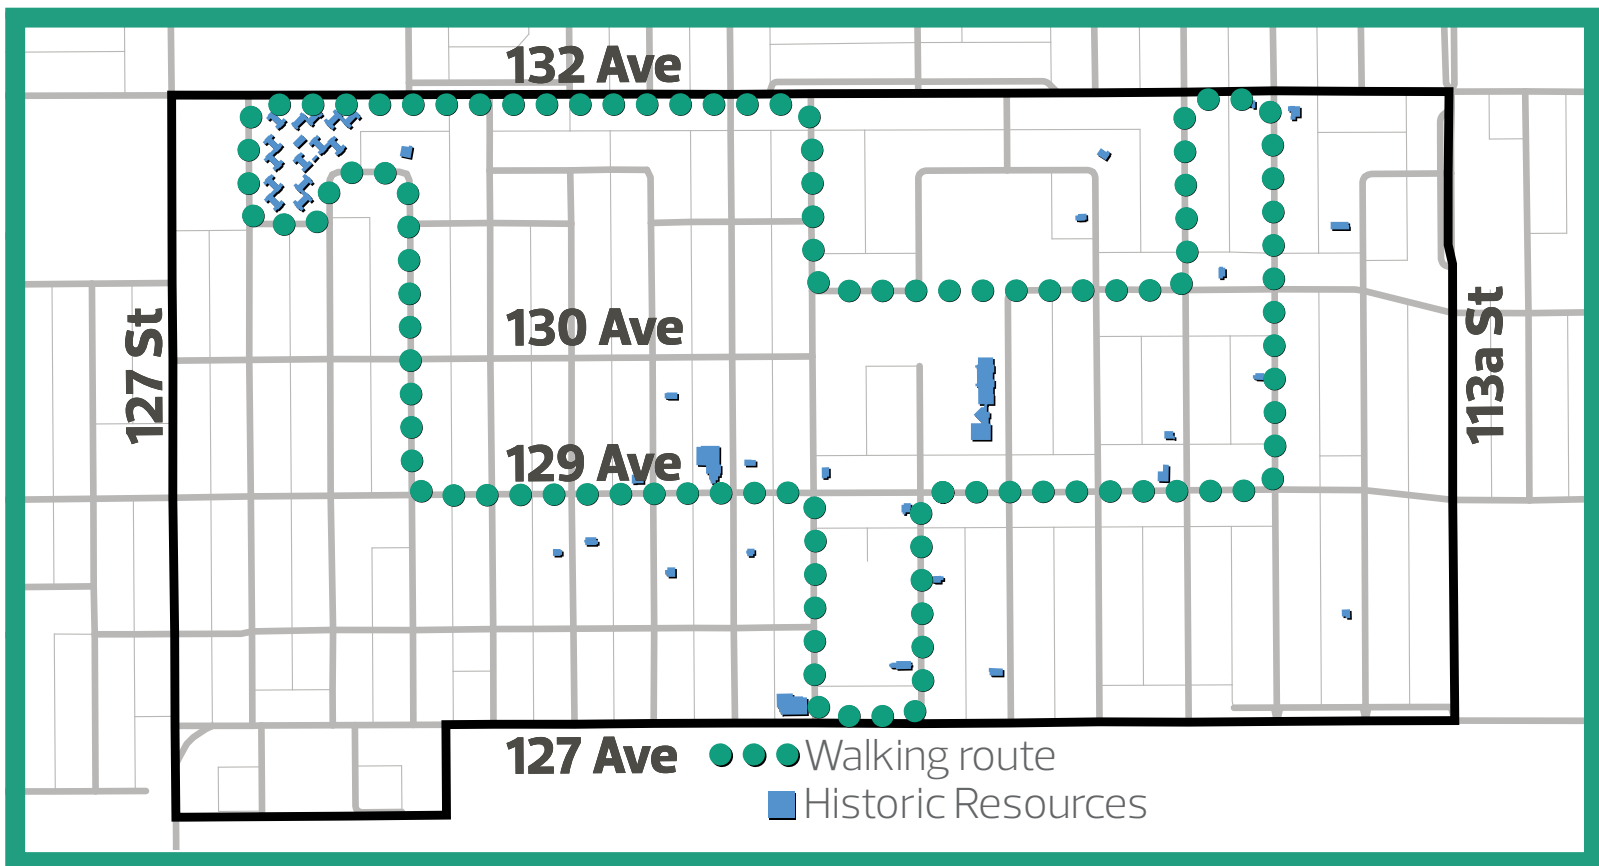 132 Ave
127 St
130 Ave
113a St
129 Ave
127 Ave
Walking route
Historic Resources